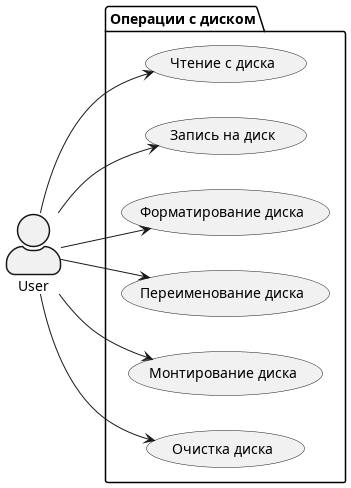 Операции с диском
Чтение с диска
Запись на диск
Форматирование диска
User
Переименование диска
Монтирование диска
Очистка диска